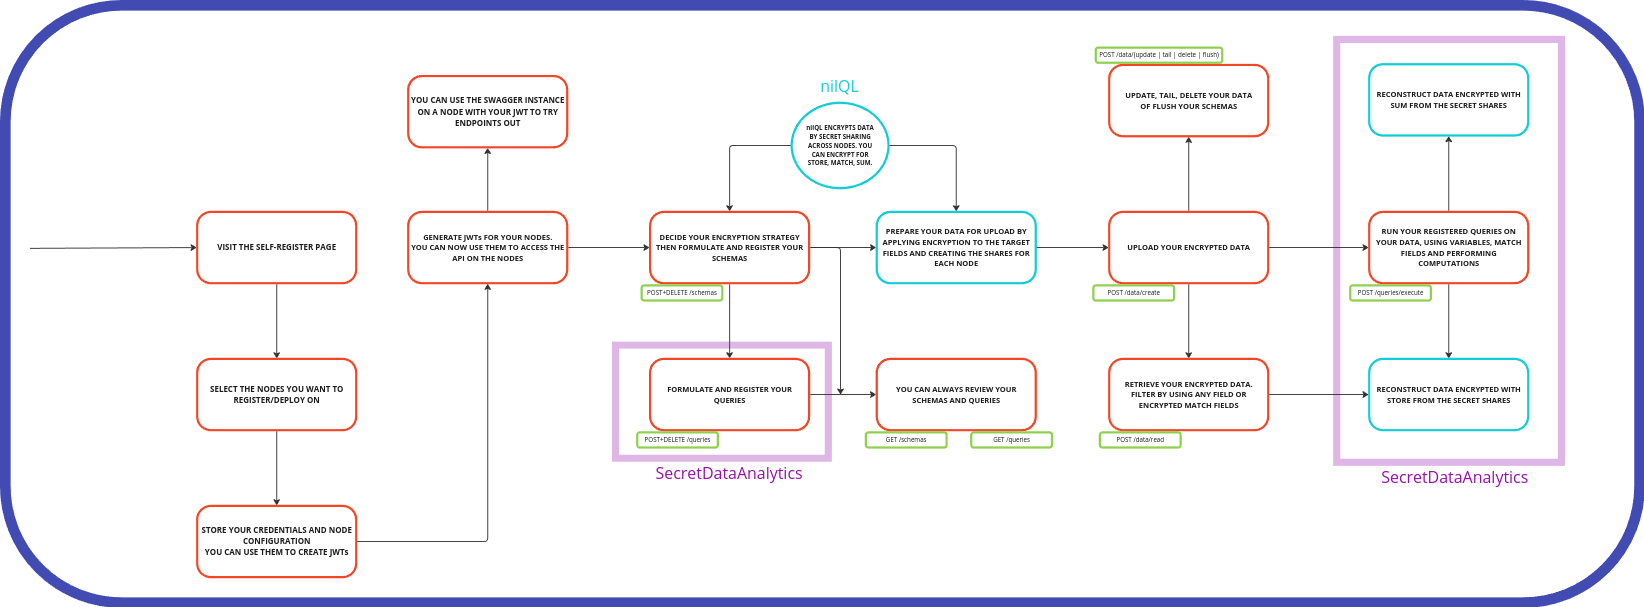 VISIT THE SELF-REGISTER PAGE
SELECT THE NODES YOU WANT TO
REGISTER/DEPLOY ON
STORE YOUR CREDENTIALS AND NODE
CONFIGURATION
YOU CAN USE THEM TO CREATE JWTs
YOU CAN USE THE SWAGGER INSTANCE
ON A NODE WITH YOUR JWT TO TRY
ENDPOINTS OUT
GENERATE JWTs FOR YOUR NODES.
YOU CAN NOW USE THEM TO ACCESS THE
API ON THE NODES
nilQL
nilQL ENCRYPTS DATA
BY SECRET SHARING
ACROSS NODES. YOU
CAN ENCRYPT FOR
STORE, MATCH, SUM.
DECIDE YOUR ENCRYPTION STRATEGY
THEN FORMULATE AND REGISTER YOUR
SCHEMAS
POST+DELETE /schemas
FORMULATE AND REGISTER YOUR
QUERIES
POST+DELETE /queries
SecretDataAnalytics
PREPARE YOUR DATA FOR UPLOAD BY
APPLYING ENCRYPTION TO THE TARGET
FIELDS AND CREATING THE SHARES FOR
EACH NODE
YOU CAN ALWAYS REVIEW YOUR
SCHEMAS AND QUERIES
GET /schemas
GET /queries
POST /data/(update | tail | delete | flush)
UPDATE, TAIL, DELETE YOUR DATA
OF FLUSH YOUR SCHEMAS
UPLOAD YOUR ENCRYPTED DATA
POST /data/create
RETRIEVE YOUR ENCRYPTED DATA.
FILTER BY USING ANY FIELD OR
ENCRYPTED MATCH FIELDS
POST /data/read
RECONSTRUCT DATA ENCRYPTED WITH
SUM FROM THE SECRET SHARES
RUN YOUR REGISTERED QUERIES ON
YOUR DATA, USING VARIABLES, MATCH
FIELDS AND PERFORMING
COMPUTATIONS
POST /queries/execute
RECONSTRUCT DATA ENCRYPTED WITH
STORE FROM THE SECRET SHARES
SecretDataAnalytics